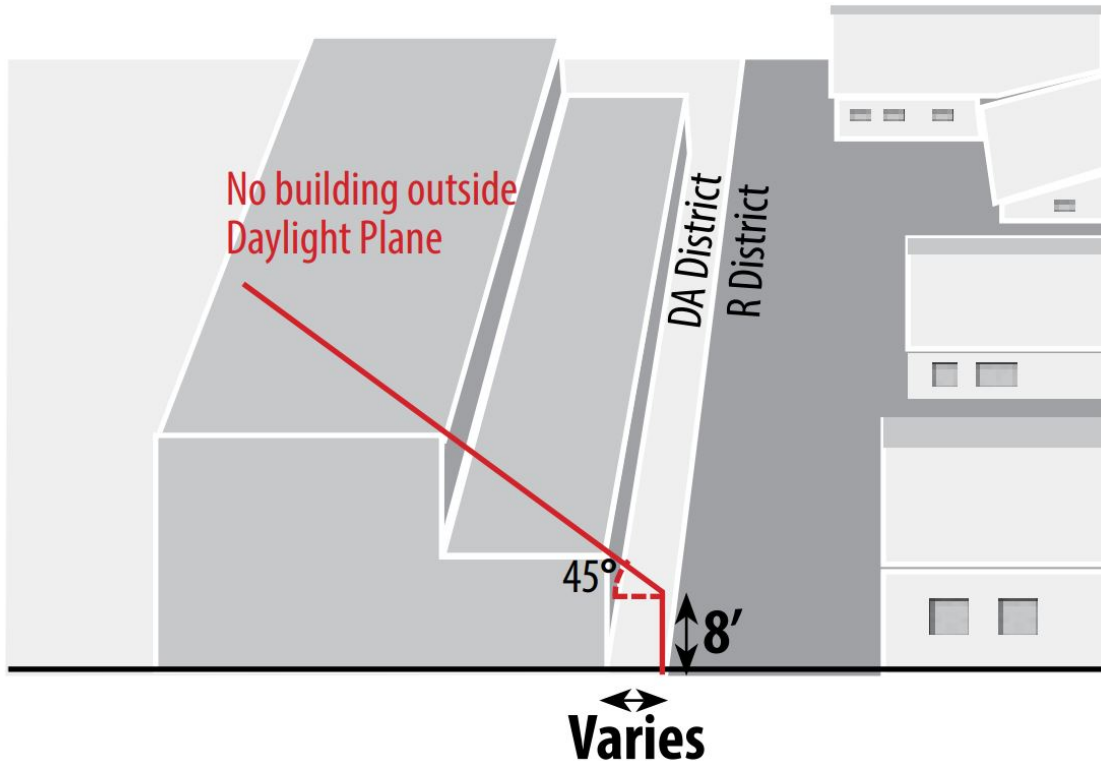 No building outside
Daylight Plane
DA District
R District
45°
8′
Varies